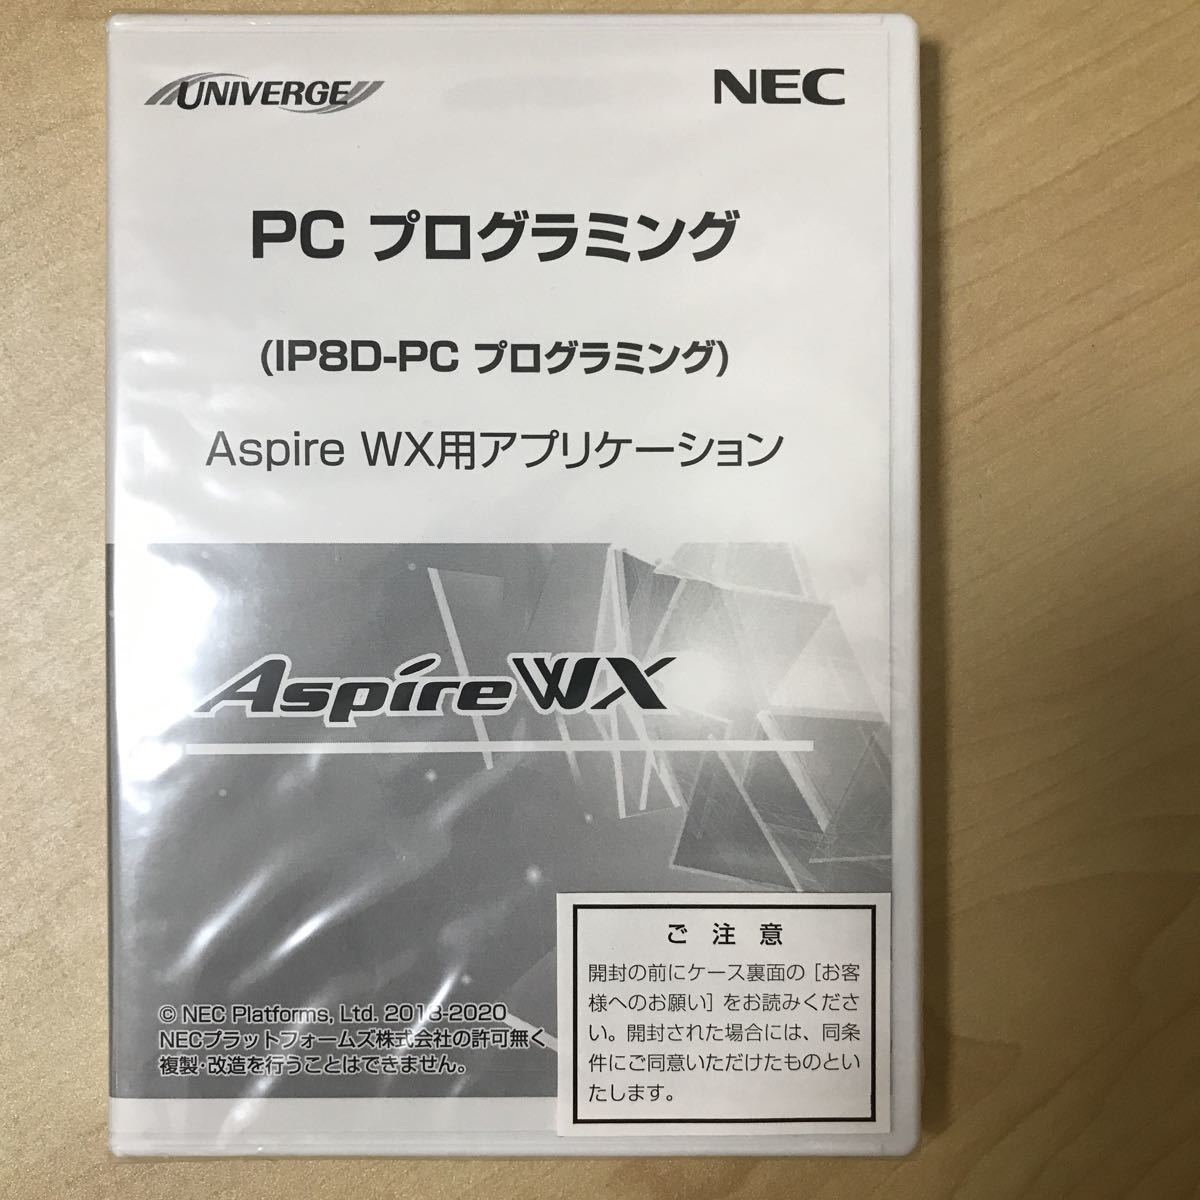 UNIVERGE
NEC
PC プログラミング
(IP8D-PC プログラミング)
Aspire WX用アプリケーション
Aspire WX
© NEC Platforms, Ltd. 2018-2020
NECプラットフォームズ株式会社の許可無く
複製・改造を行うことはできません。
ご 注 意
開封の前にケース裏面の[お客
様へのお願い]をお読みくださ
い。開封された場合には、同条
件にご同意いただけたものとい
たします。